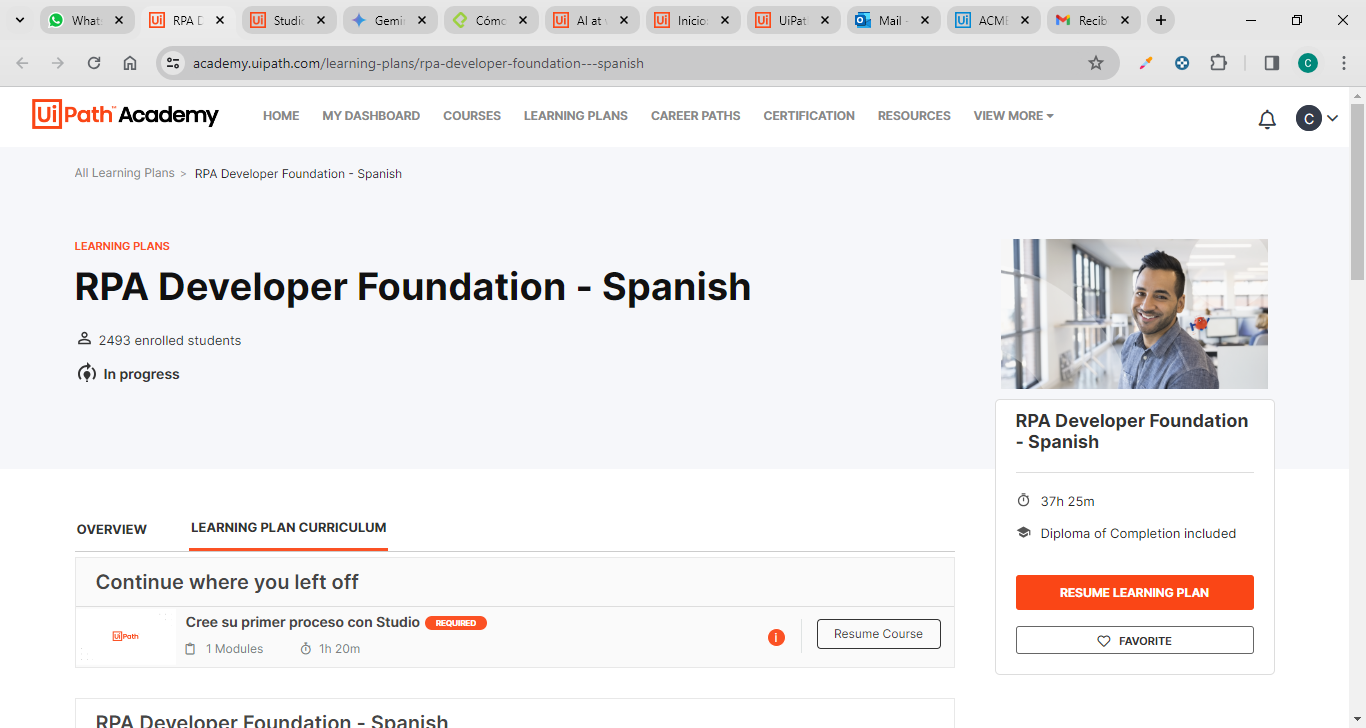 What
RPA D
Studio
Gemi
Cómo
AI at w
Inicio
UiPat
Mail -
ACME
Recib
academy.uipath.com/learning-plans/rpa-developer-foundation---spanish
C
UiPath Academy
HOME
MY DASHBOARD
COURSES
LEARNING PLANS
CAREER PATHS
CERTIFICATION
RESOURCES
VIEW MORE
C
All Learning Plans > RPA Developer Foundation - Spanish
LEARNING PLANS
RPA Developer Foundation - Spanish
2493 enrolled students
In progress
RPA Developer Foundation
- Spanish
37h 25m
Diploma of Completion included
RESUME LEARNING PLAN
FAVORITE
OVERVIEW
LEARNING PLAN CURRICULUM
Continue where you left off
UiPath
Cree su primer proceso con Studio REQUIRED
1 Modules
1h 20m
Resume Course
RPA Developer Foundation - Spanish